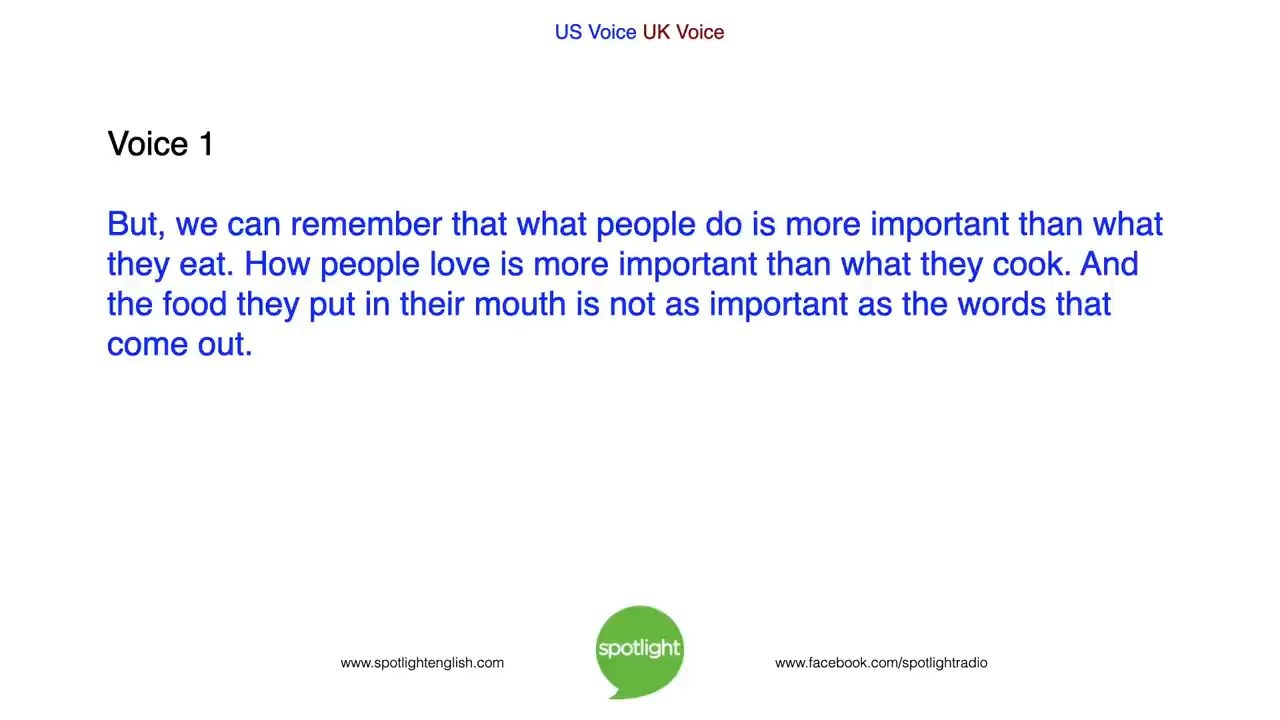 US Voice UK Voice
Voice 1
But, we can remember that what people do is more important than what
they eat. How people love is more important than what they cook. And
the food they put in their mouth is not as important as the words that
come out.
spotlight
www.spotlightenglish.com
www.facebook.com/spotlightradio